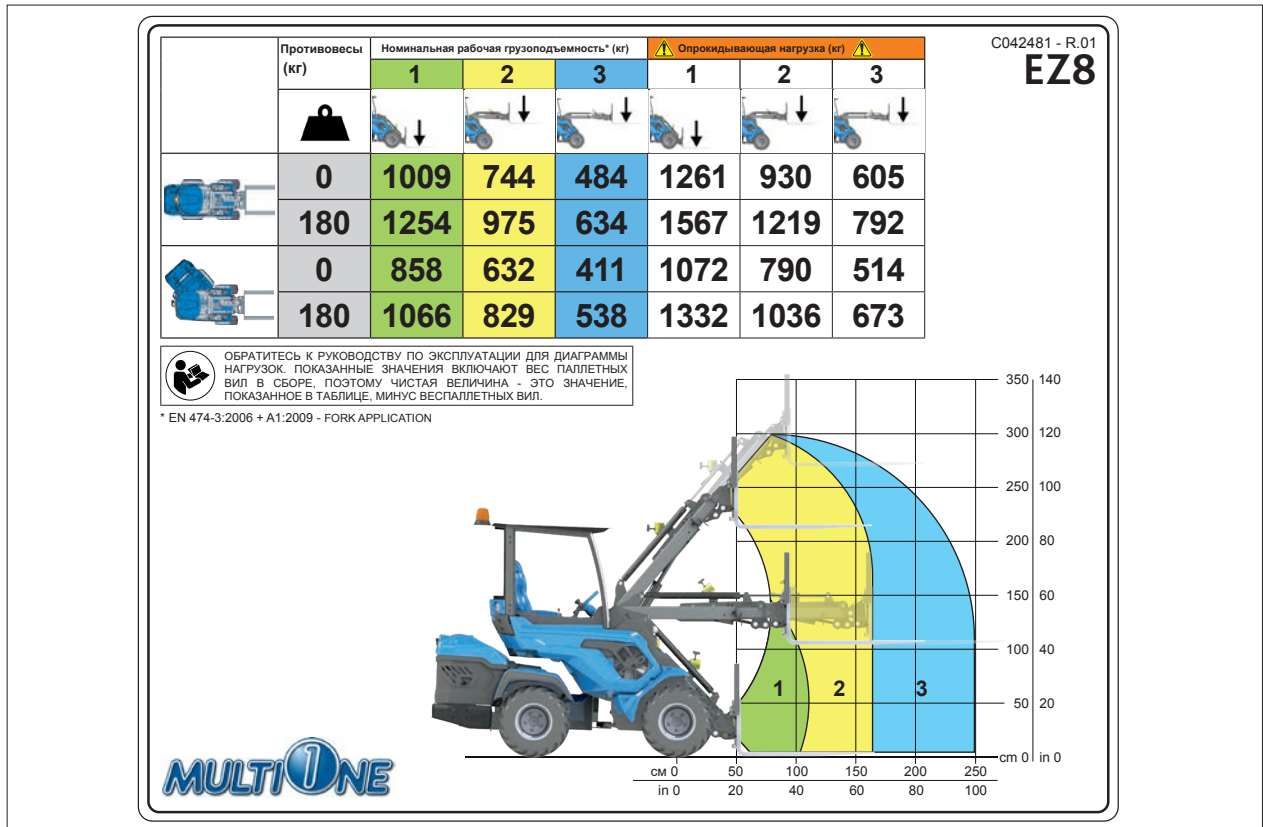 C042481 - R.01
EZ8
Противовесы (кг) Номинальная рабочая грузоподъемность* (кг) Опрокидывающая нагрузка (кг)
1 2 3 1 2 3
0 1009 744 484 1261 930 605
180 1254 975 634 1567 1219 792
0 858 632 411 1072 790 514
180 1066 829 538 1332 1036 673
ОБРАТИТЕСЬ К РУКОВОДСТВУ ПО ЭКСПЛУАТАЦИИ ДЛЯ ДИАГРАММЫ
НАГРУЗОК. ПОКАЗАННЫЕ ЗНАЧЕНИЯ ВКЛЮЧАЮТ ВЕС ПАЛЛЕТНЫХ
ВИЛ В СБОРЕ, ПОЭТОМУ ЧИСТАЯ ВЕЛИЧИНА - ЭТО ЗНАЧЕНИЕ,
ПОКАЗАННОЕ В ТАБЛИЦЕ, МИНУС ВЕСПАЛЛЕТНЫХ ВИЛ.
* EN 474-3:2006 + A1:2009 - FORK APPLICATION
350 140
300 120
250 100
200 80
150 60
100 40
50 20
cm 0 in 0
1 2 3
см 0 50 100 150 200 250
in 0 20 40 60 80 100
MULTI1ONE